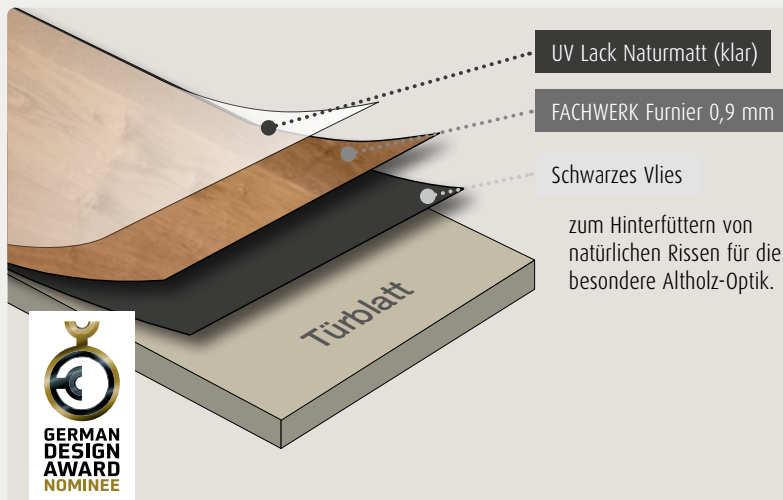 UV Lack Naturmatt (klar)
FACHWERK Furnier 0,9 mm
Schwarzes Vlies
zum Hinterfüttern von
natürlichen Rissen für die
besondere Altholz-Optik.
Türblatt
GERMAN
DESIGN
AWARD
NOMINEE